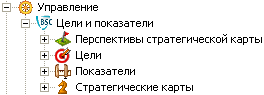 Управление
BSC Цели и показатели
Перспективы стратегической карты
Цели
Показатели
Стратегические карты